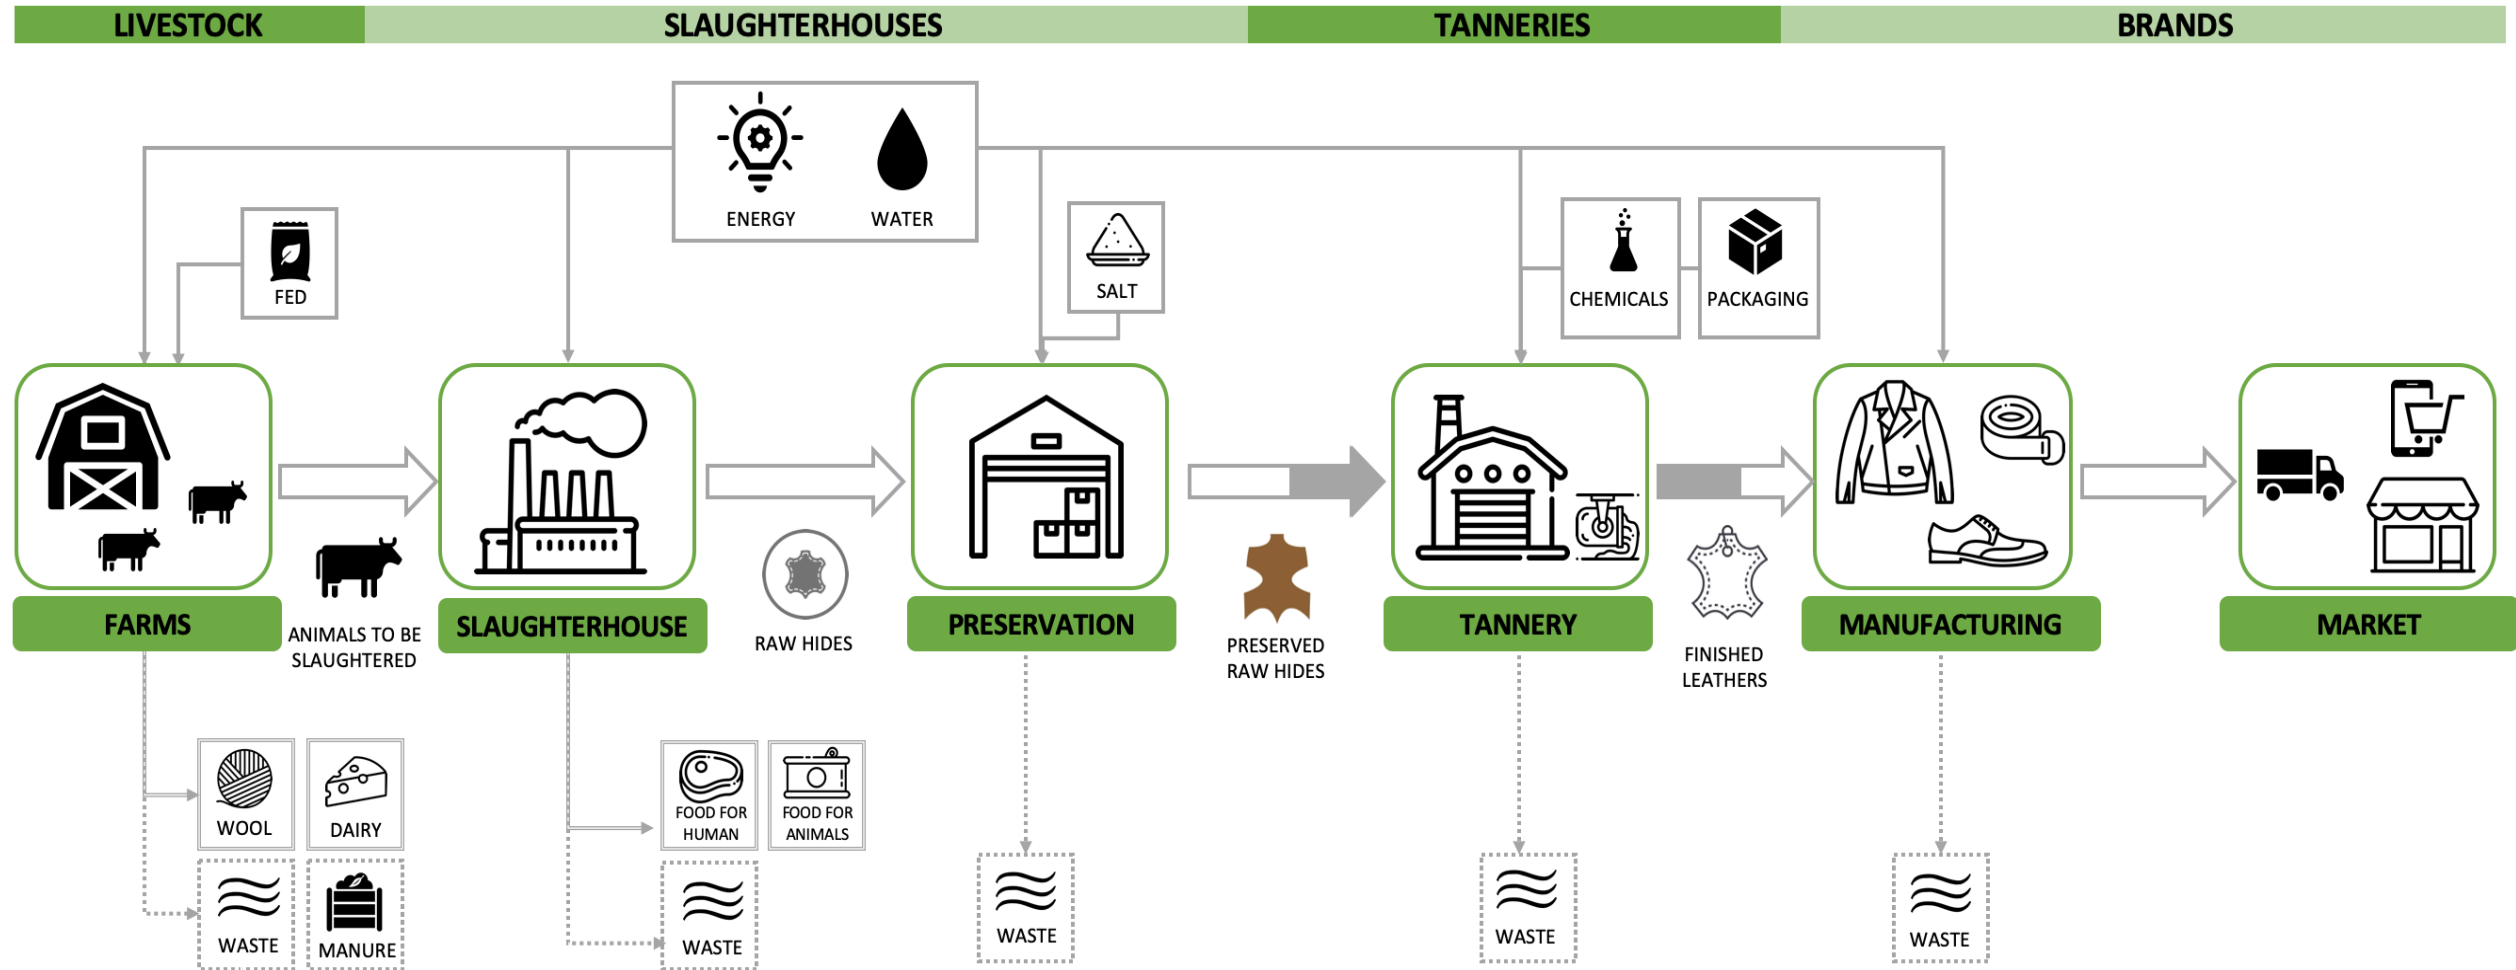 LIVESTOCK
SLAUGHTERHOUSES
TANNERIES
BRANDS
ENERGY
WATER
FED
SALT
CHEMICALS
PACKAGING
FARMS
ANIMALS TO BE
SLAUGHTERED
SLAUGHTERHOUSE
RAW HIDES
PRESERVATION
PRESERVED
RAW HIDES
TANNERY
FINISHED
LEATHERS
MANUFACTURING
MARKET
WOOL
DAIRY
WASTE
MANURE
FOOD FOR
HUMAN
FOOD FOR
ANIMALS
WASTE
WASTE
WASTE
WASTE